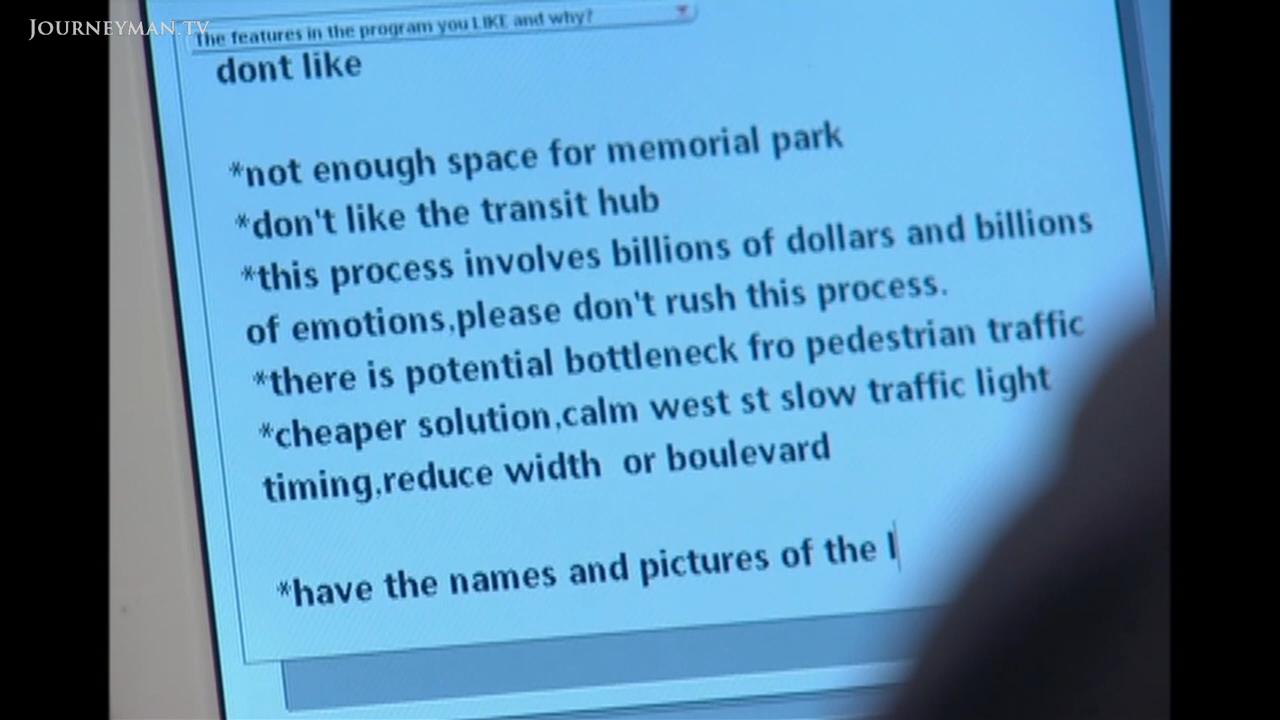 JOURNEYMAN.TV
The features in the program you LIKE and why?
dont like
*not enough space for memorial park
*don't like the transit hub
*this process involves billions of dollars and billions
of emotions,please don't rush this process.
*there is potential bottleneck fro pedestrian traffic
*cheaper solution,calm west st slow traffic light
timing,reduce width  or boulevard
*have the names and pictures of the l